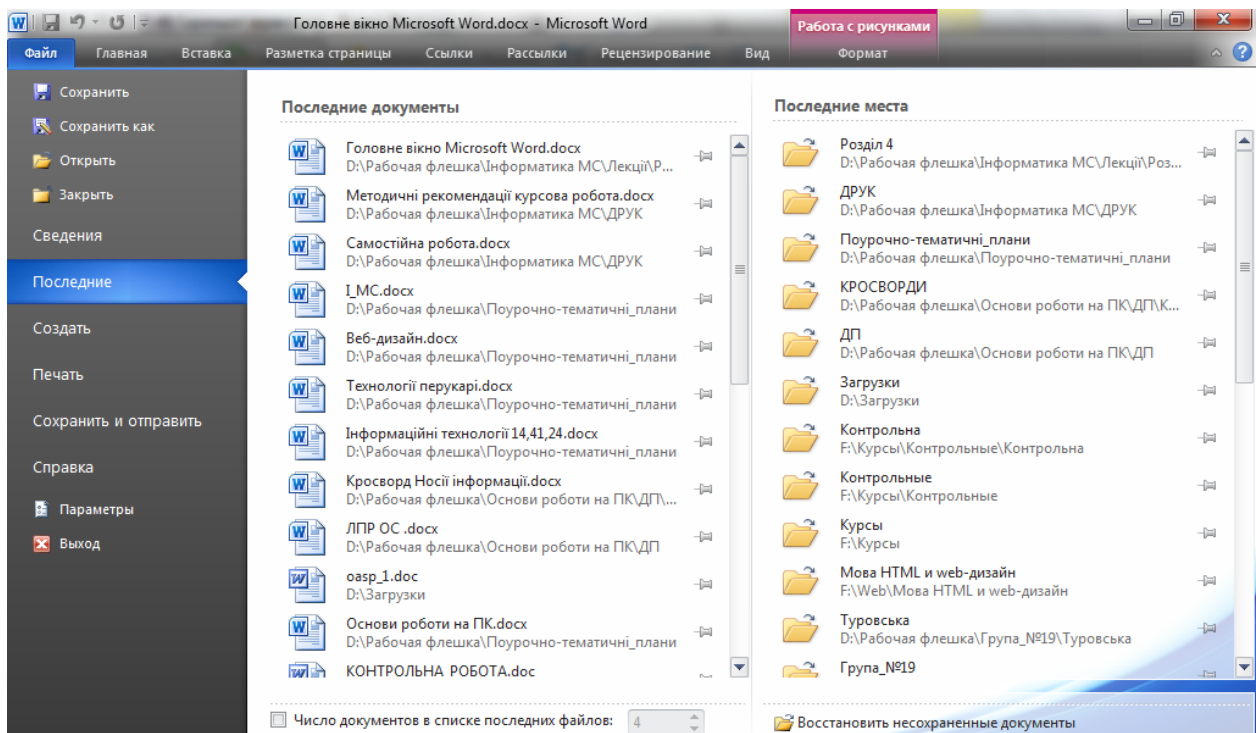 Головне вікно Microsoft Word.docx - Microsoft Word
Работа с рисунками
Файл Главная Вставка Разметка страницы Ссылки Рассылки Рецензирование Вид Формат
Сохранить
Сохранить как
Открыть
Закрыть
Сведения
Последние
Создать
Печать
Сохранить и отправить
Справка
Параметры
Выход
Последние документы
Головне вікно Microsoft Word.docx
D:\Рабочая флешка\Інформатика МС\Лекції\Р...
Методичні рекомендації курсова робота.docx
D:\Рабочая флешка\Інформатика МС\ДРУК
Самостійна робота.docx
D:\Рабочая флешка\Інформатика МС\ДРУК
І_МС.docx
D:\Рабочая флешка\Поурочно-тематичні_плани
Веб-дизайн.docx
D:\Рабочая флешка\Поурочно-тематичні_плани
Технології перукарі.docx
D:\Рабочая флешка\Поурочно-тематичні_плани
Інформаційні технології 14,41,24.docx
D:\Рабочая флешка\Поурочно-тематичні_плани
Кросворд Носії інформації.docx
D:\Рабочая флешка\Основи роботи на ПК\ДП\...
ЛПР ОС .docx
D:\Рабочая флешка\Основи роботи на ПК\ДП
oasp_1.doc
D:\Загрузки
Основи роботи на ПК.docx
D:\Рабочая флешка\Поурочно-тематичні_плани
КОНТРОЛЬНА РОБОТА.doc
Число документов в списке последних файлов: 4
Последние места
Розділ 4
D:\Рабочая флешка\Інформатика МС\Лекції\Роз...
ДРУК
D:\Рабочая флешка\Інформатика МС\ДРУК
Поурочно-тематичні_плани
D:\Рабочая флешка\Поурочно-тематичні_плани
КРОСВОРДИ
D:\Рабочая флешка\Основи роботи на ПК\ДП\К...
ДП
D:\Рабочая флешка\Основи роботи на ПК\ДП
Загрузки
D:\Загрузки
Контрольна
F:\Курсы\Контрольные\Контрольна
Контрольные
F:\Курсы\Контрольные
Курсы
F:\Курсы
Мова HTML и web-дизайн
F:\Web\Мова HTML и web-дизайн
Туровська
D:\Рабочая флешка\Група_№19\Туровська
Група_№19
Восстановить несохраненные документы